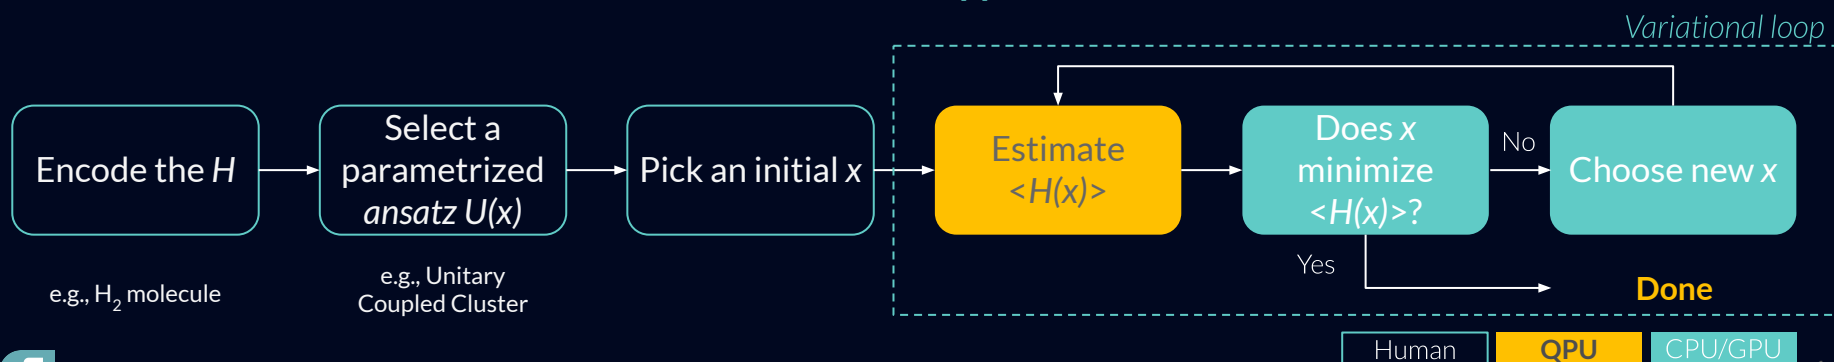 Variational loop
Encode the H
Select a
parametrized
ansatz U(x)
Pick an initial x
Estimate
<H(x)>
Does x
minimize
<H(x)>?
No
Choose new x
e.g., H₂ molecule
e.g., Unitary
Coupled Cluster
Yes
Done
Human
QPU
CPU/GPU